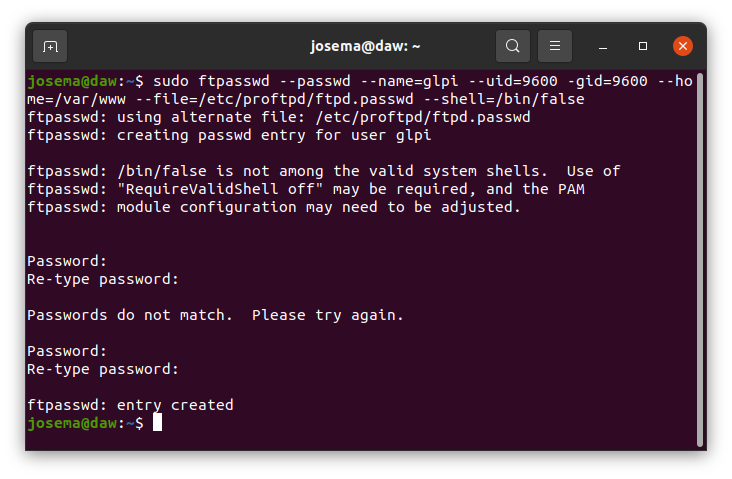 josema@daw: ~
josema@daw:~$ sudo ftpasswd --passwd --name=glpi --uid=9600 -gid=9600 --ho
me=/var/www --file=/etc/proftpd/ftpd.passwd --shell=/bin/false
ftpasswd: using alternate file: /etc/proftpd/ftpd.passwd
ftpasswd: creating passwd entry for user glpi
ftpasswd: /bin/false is not among the valid system shells.  Use of
ftpasswd: "RequireValidShell off" may be required, and the PAM
ftpasswd: module configuration may need to be adjusted.
Password:
Re-type password:
Passwords do not match.  Please try again.
Password:
Re-type password:
ftpasswd: entry created
josema@daw:~$